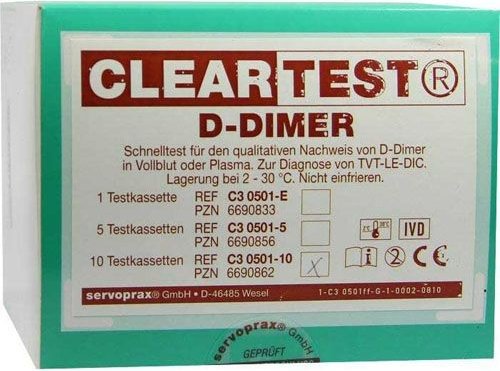 CLEARTEST®
D-DIMER
Schnelltest für den qualitativen Nachweis von D-Dimer
in Vollblut oder Plasma. Zur Diagnose von TVT-LE-DIC.
Lagerung bei 2 - 30 °C. Nicht einfrieren.
1 Testkassette REF C3 0501-E
PZN 6690833
5 Testkassetten REF C3 0501-5
PZN 6690856
10 Testkassetten REF C3 0501-10
PZN 6690862
IVD
servoprax® GmbH • D-46485 Wesel
1-C3 0501ff-G-1-0002-0810
servoprax® GmbH
GEPRÜFT